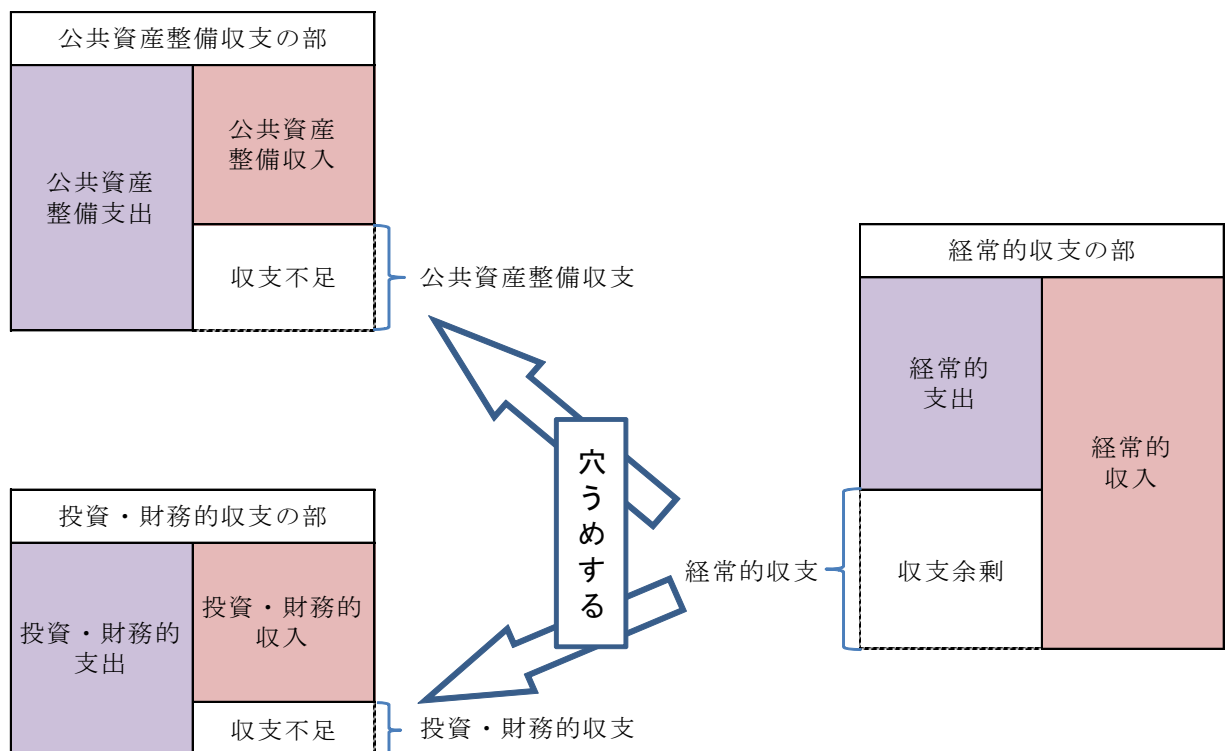 公共資産整備収支の部
公共資産
整備支出
公共資産
整備収入
収支不足
公共資産整備収支
投資・財務的収支の部
投資・財務的
支出
投資・財務的
収入
収支不足
投資・財務的収支
穴うめする
経常的収支
経常的収支の部
経常的
支出
収支余剰
経常的
収入